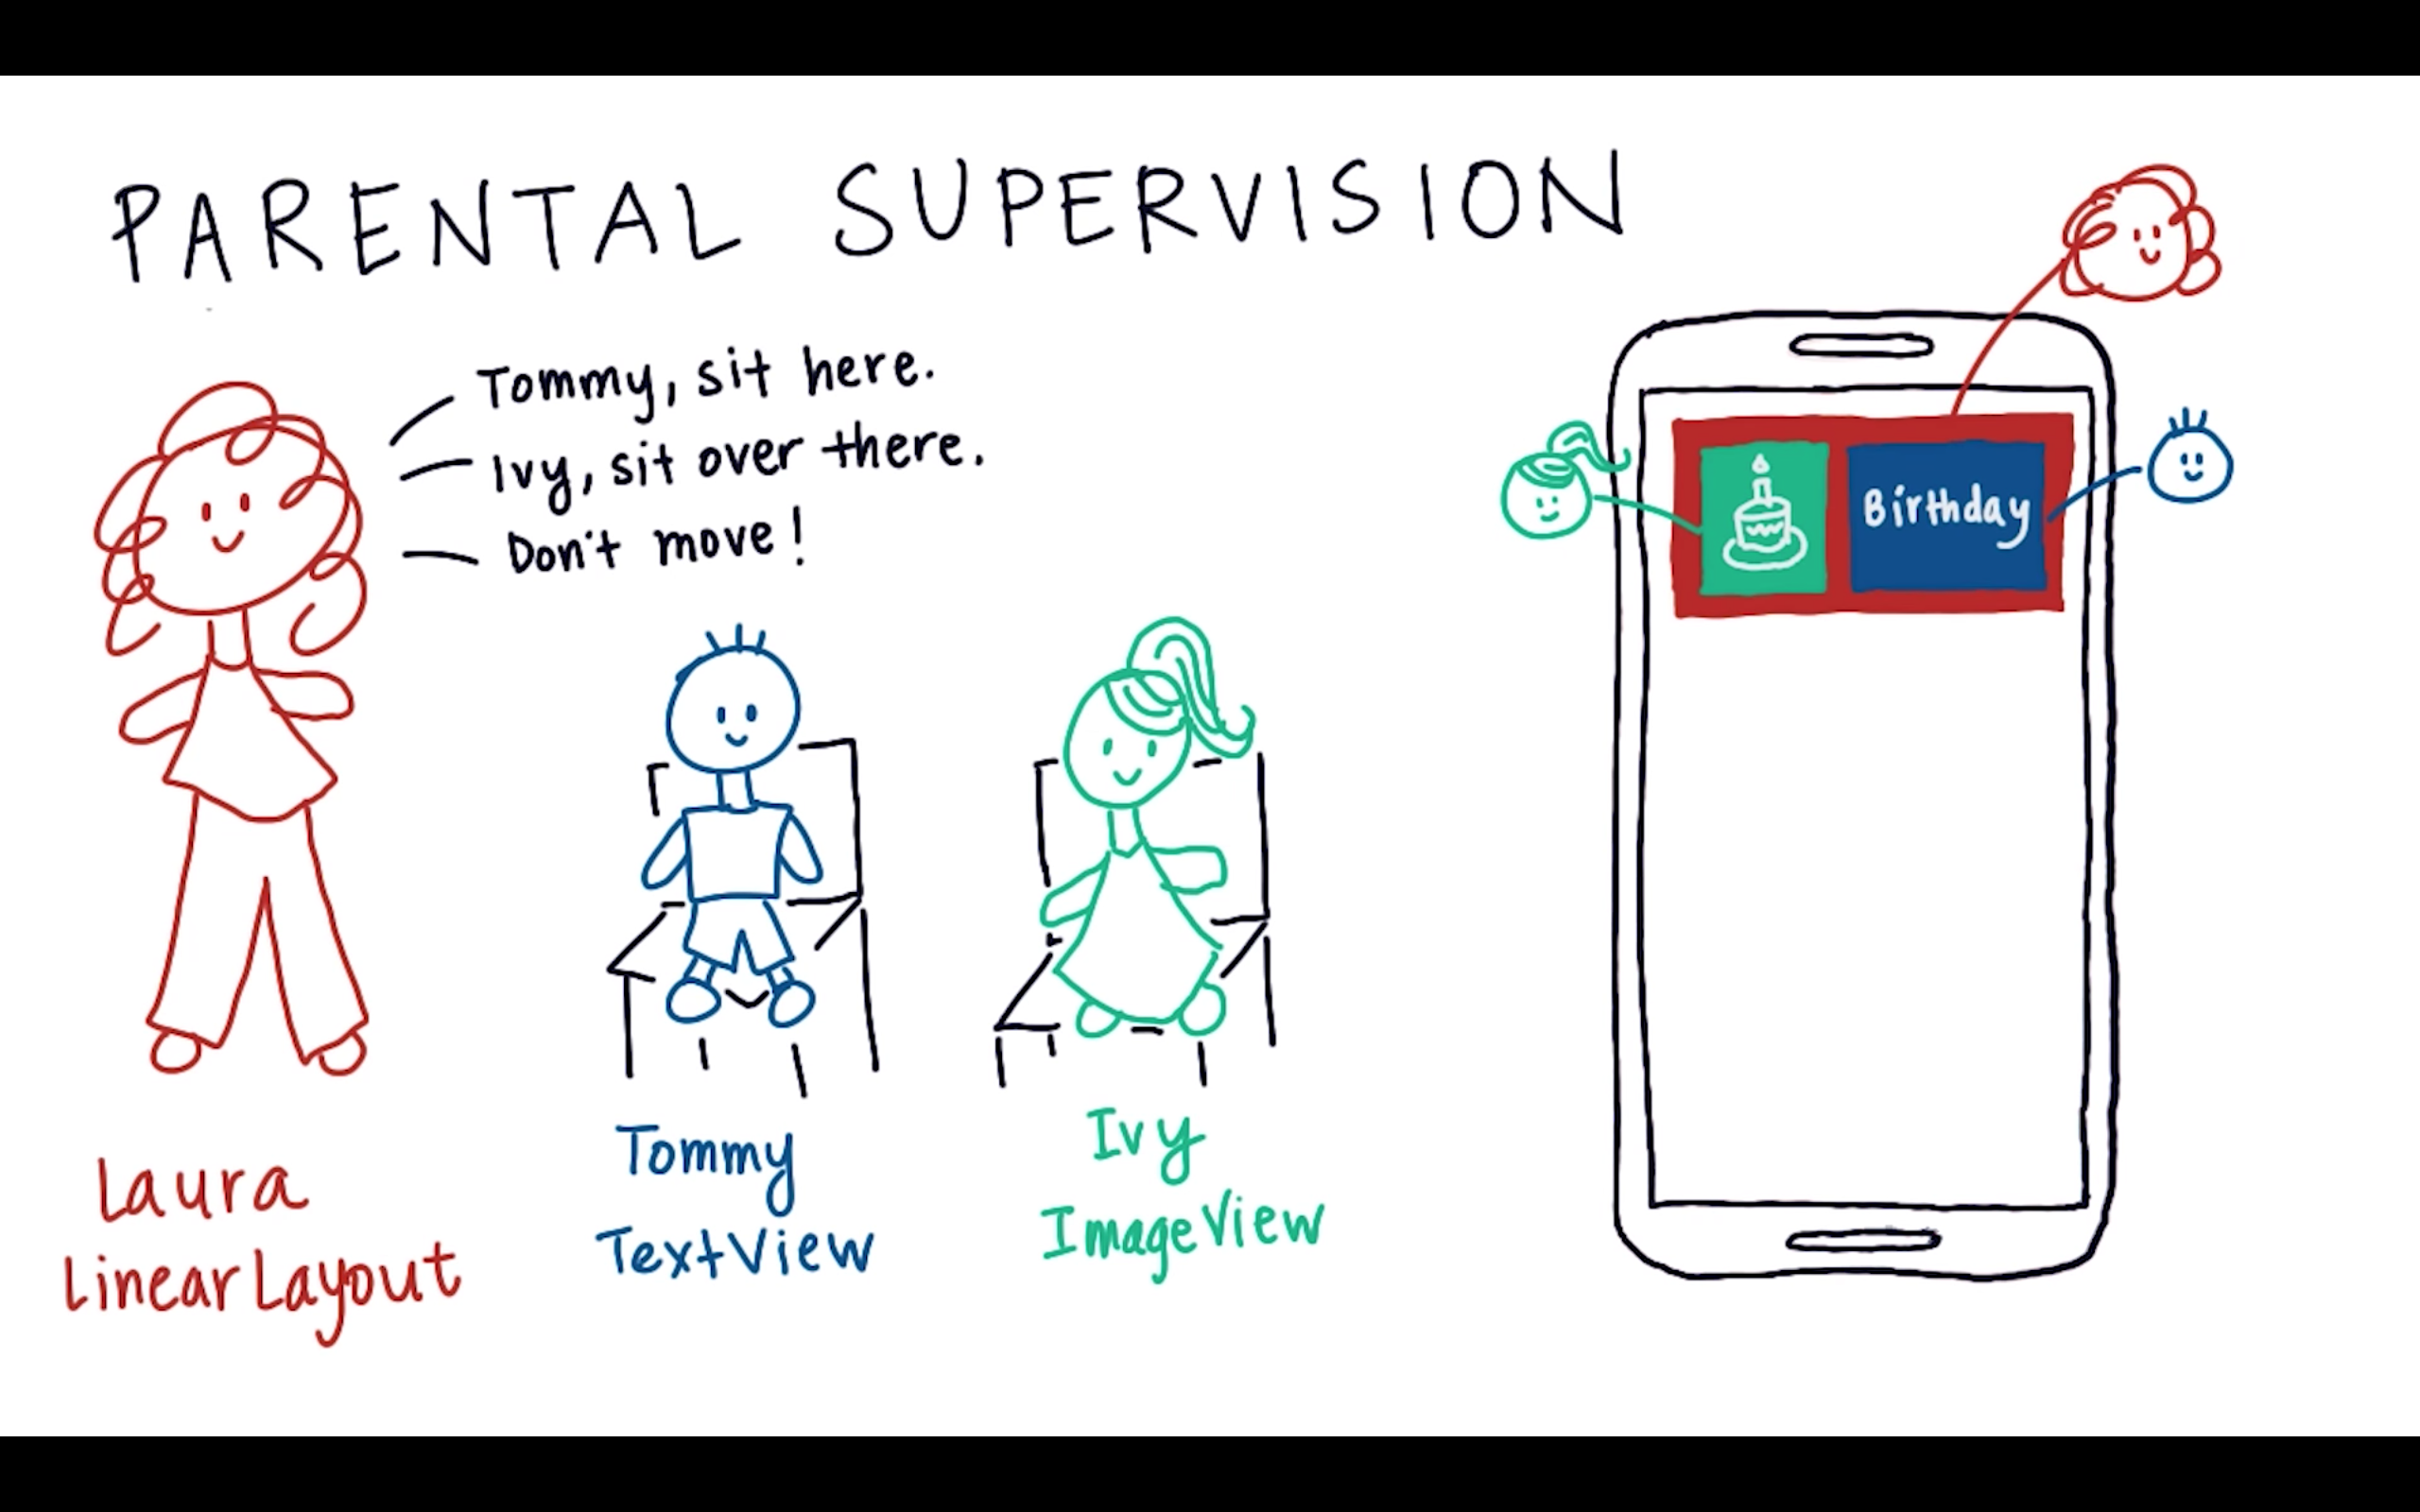 PARENTAL SUPERVISION
Tommy, sit here.
Ivy, sit over there.
Don't move!
Birthday
Laura
LinearLayout
Tommy
TextView
Ivy
ImageView